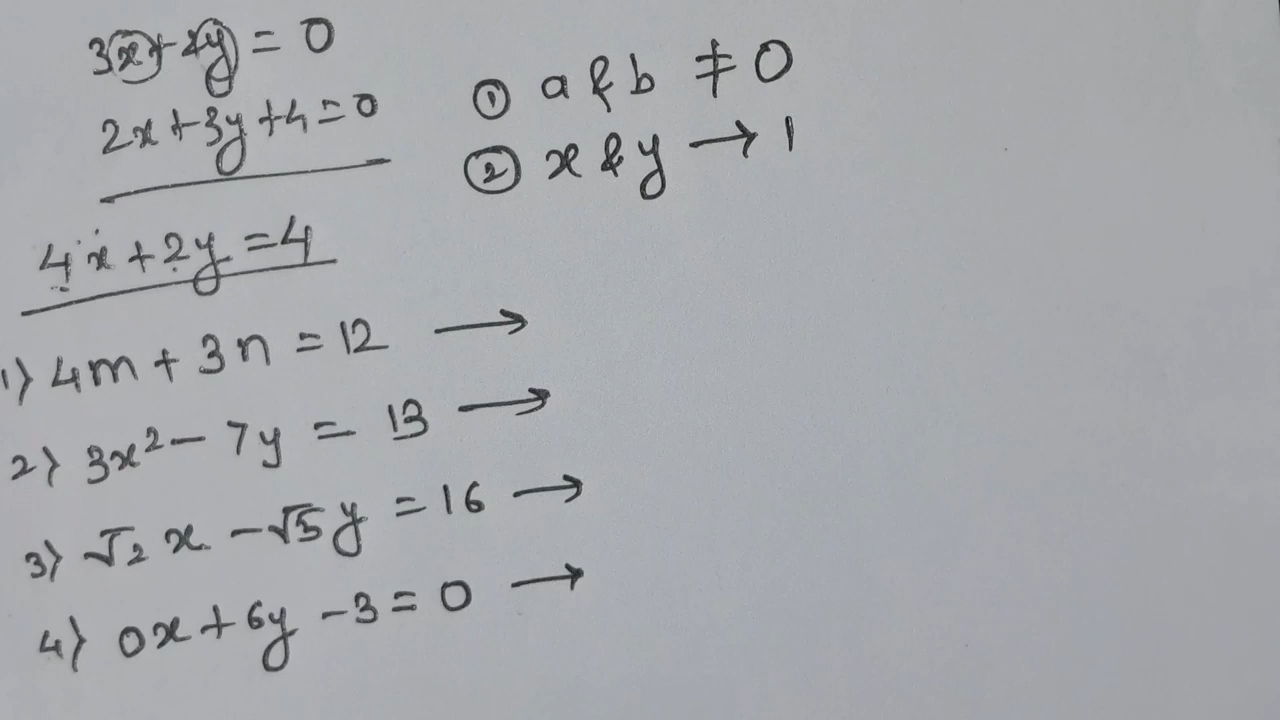 3x + 2y = 0
2x + 3y + 4 = 0
① a & b ≠ 0
② x & y → 1
4x + 2y = 4
1) 4m + 3n = 12 →
2) 3x² - 7y = 13 →
3) √2 x - √5 y = 16 →
4) 0x + 6y - 3 = 0 →